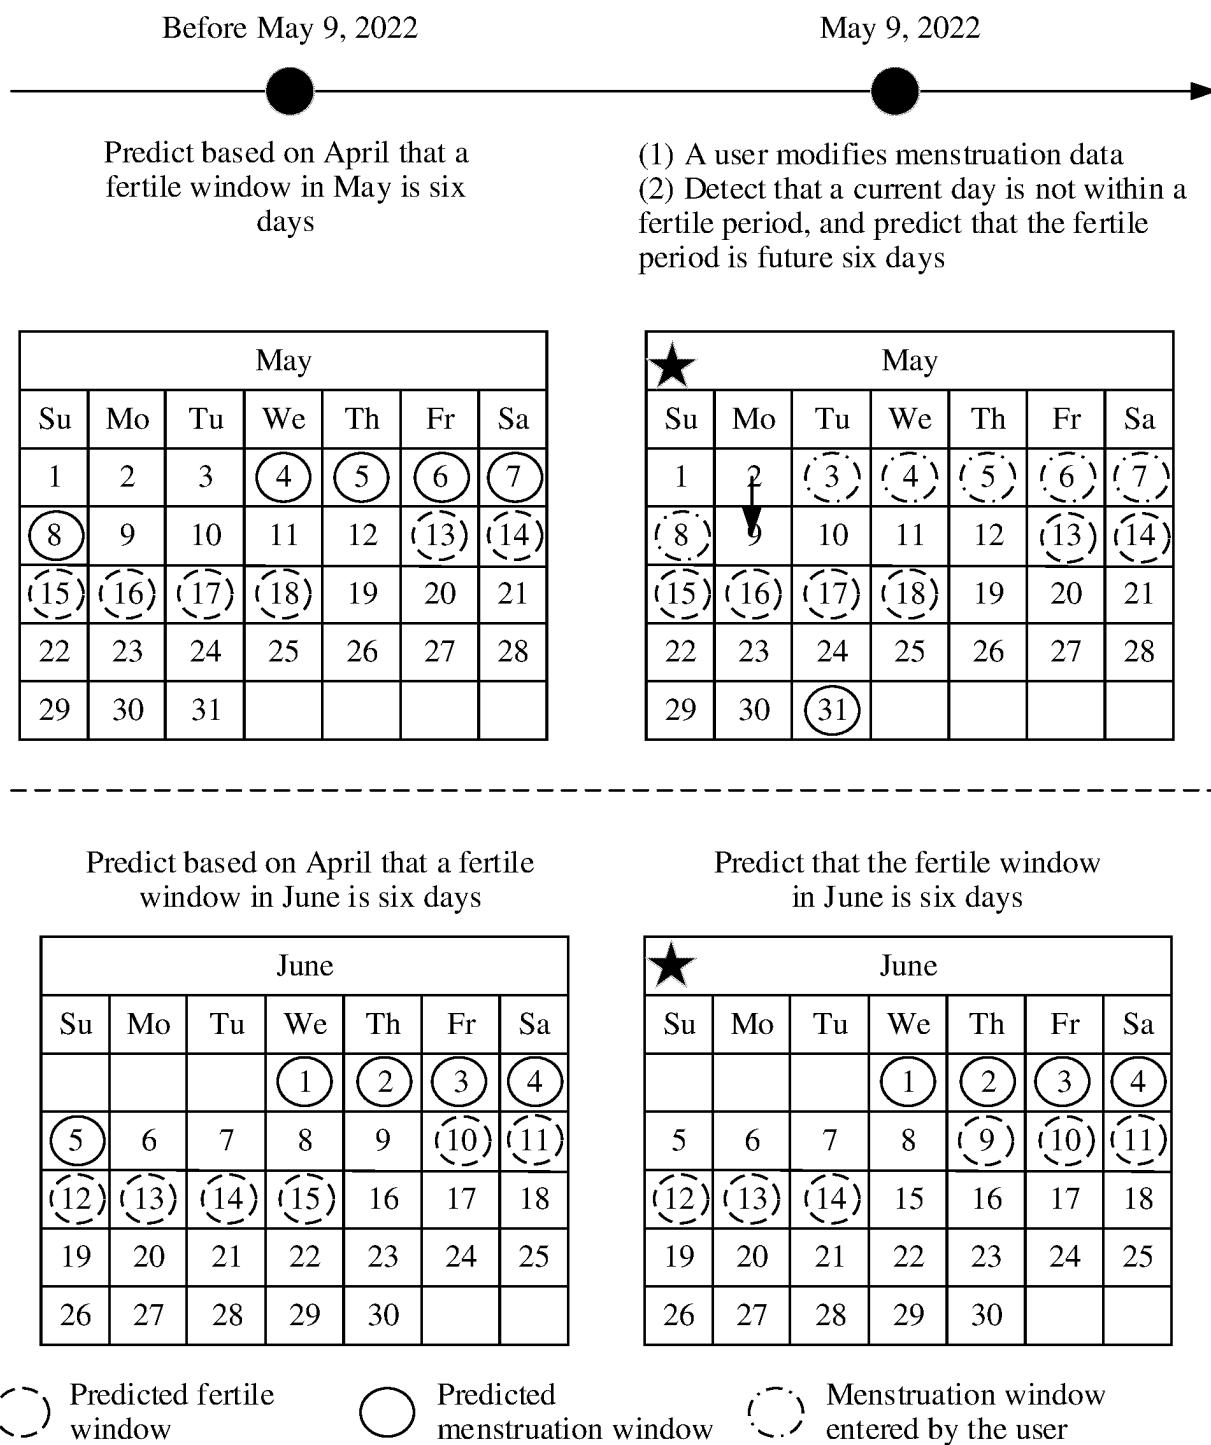 Before May 9, 2022
May 9, 2022
Predict based on April that a
fertile window in May is six
days
(1) A user modifies menstruation data
(2) Detect that a current day is not within a
fertile period, and predict that the fertile
period is future six days
May
Su Mo Tu We Th Fr Sa
1 2 3 4 5 6 7
8 9 10 11 12 13 14
15 16 17 18 19 20 21
22 23 24 25 26 27 28
29 30 31
May
Su Mo Tu We Th Fr Sa
1 2 3 4 5 6 7
8 9 10 11 12 13 14
15 16 17 18 19 20 21
22 23 24 25 26 27 28
29 30 31
Predict based on April that a fertile
window in June is six days
Predict that the fertile window
in June is six days
June
Su Mo Tu We Th Fr Sa
1 2 3 4
5 6 7 8 9 10 11
12 13 14 15 16 17 18
19 20 21 22 23 24 25
26 27 28 29 30
June
Su Mo Tu We Th Fr Sa
1 2 3 4
5 6 7 8 9 10 11
12 13 14 15 16 17 18
19 20 21 22 23 24 25
26 27 28 29 30
Predicted fertile
window
Predicted
menstruation window
Menstruation window
entered by the user